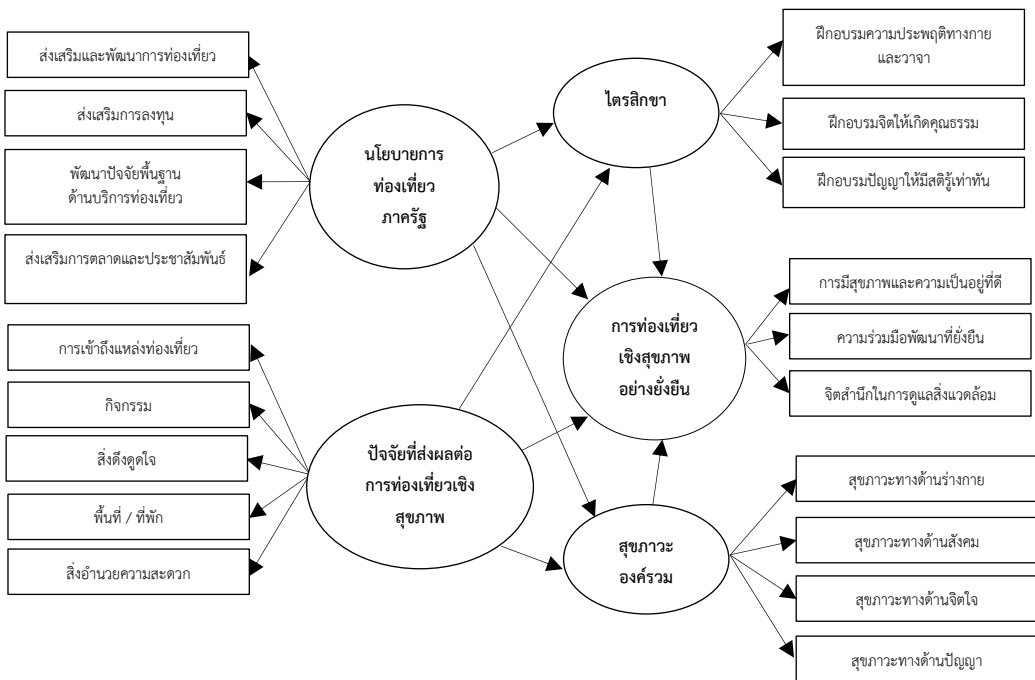 ส่งเสริมและพัฒนาการท่องเที่ยว
ส่งเสริมการลงทุน
พัฒนาปัจจัยพื้นฐาน
ด้านบริการท่องเที่ยว
ส่งเสริมการตลาดและประชาสัมพันธ์
การเข้าถึงแหล่งท่องเที่ยว
กิจกรรม
สิ่งดึงดูดใจ
พื้นที่ / ที่พัก
สิ่งอำนวยความสะดวก
นโยบายการ
ท่องเที่ยว
ภาครัฐ
ปัจจัยที่ส่งผลต่อ
การท่องเที่ยวเชิง
สุขภาพ
ไตรสิกขา
การท่องเที่ยว
เชิงสุขภาพ
อย่างยั่งยืน
สุขภาวะ
องค์รวม
ฝึกอบรมความประพฤติทางกาย
และวาจา
ฝึกอบรมจิตให้เกิดคุณธรรม
ฝึกอบรมปัญญาให้มีสติรู้เท่าทัน
การมีสุขภาพและความเป็นอยู่ที่ดี
ความร่วมมือพัฒนาที่ยั่งยืน
จิตสำนึกในการดูแลสิ่งแวดล้อม
สุขภาวะทางด้านร่างกาย
สุขภาวะทางด้านสังคม
สุขภาวะทางด้านจิตใจ
สุขภาวะทางด้านปัญญา